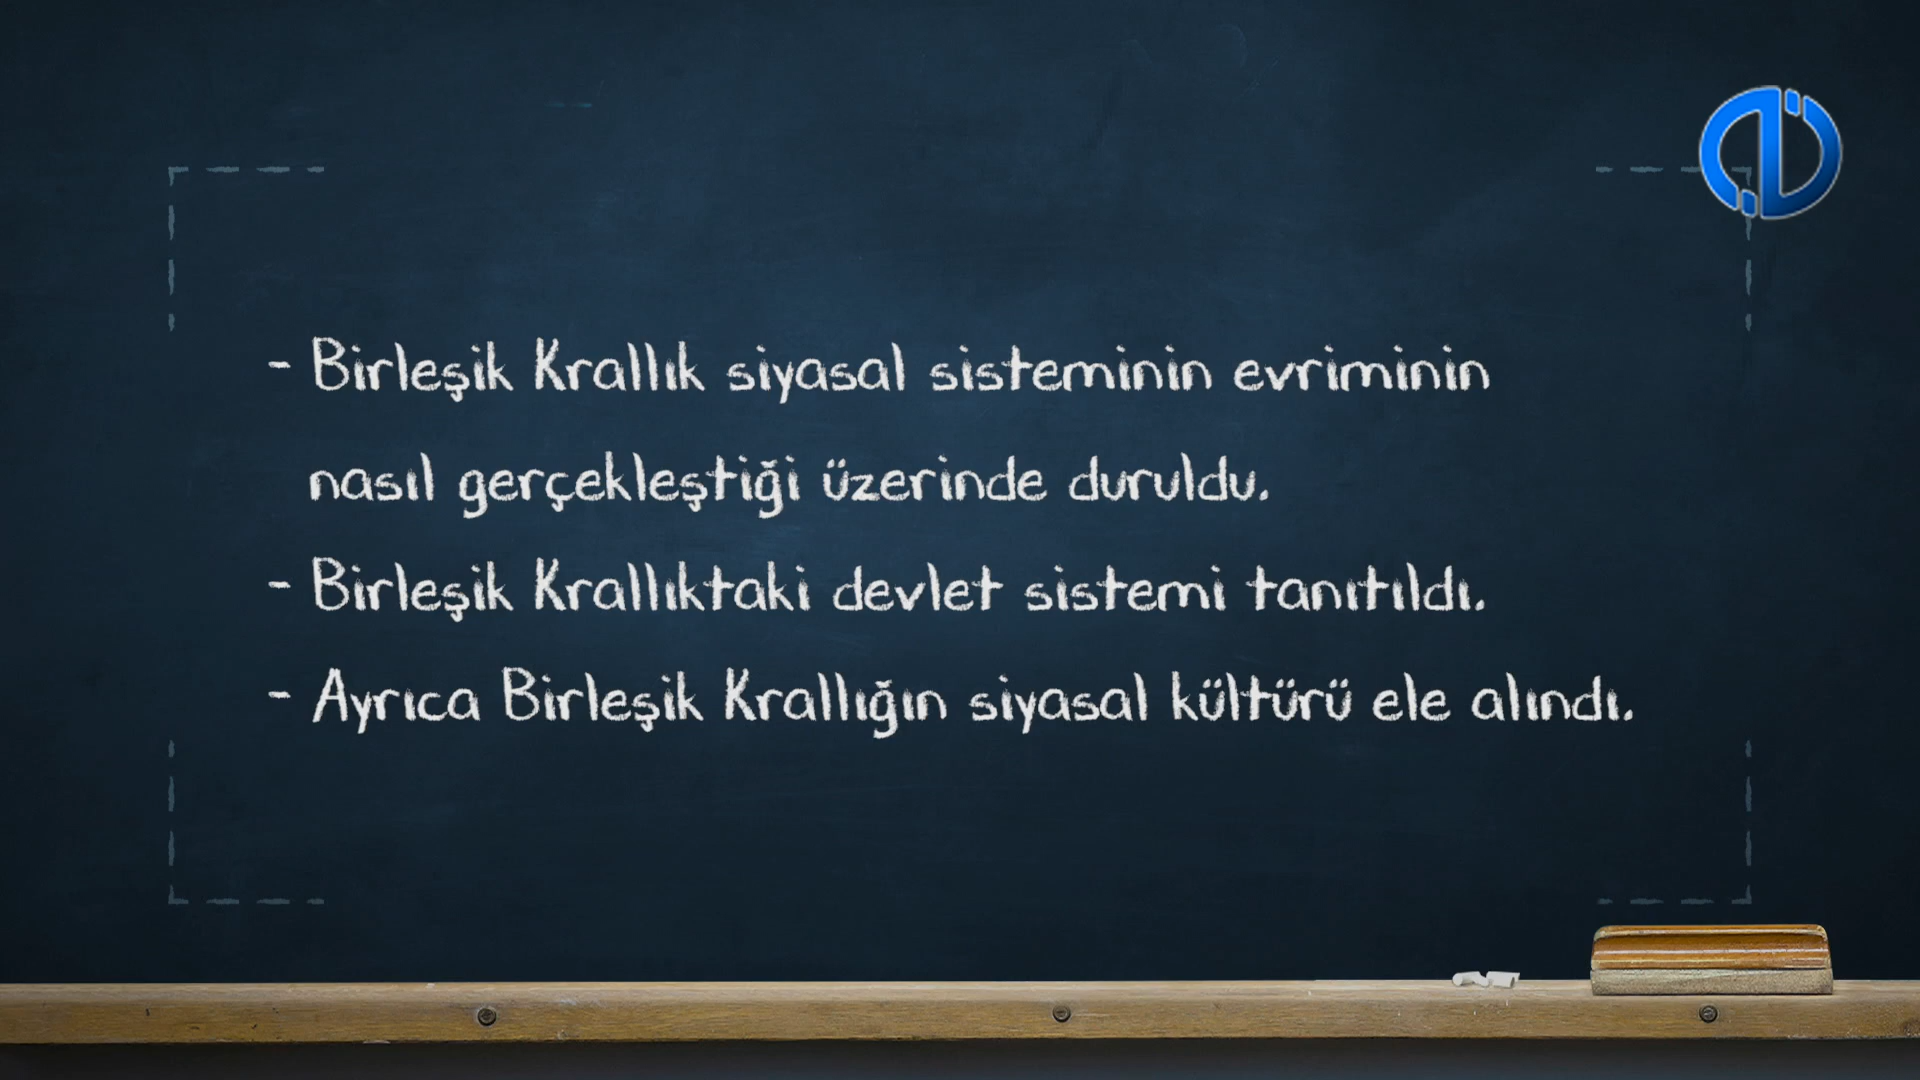 - Birleşik Krallık siyasal sisteminin evriminin
nasıl gerçekleştiği üzerinde duruldu.
- Birleşik Krallıktaki devlet sistemi tanıtıldı.
- Ayrıca Birleşik Krallığın siyasal kültürü ele alındı.